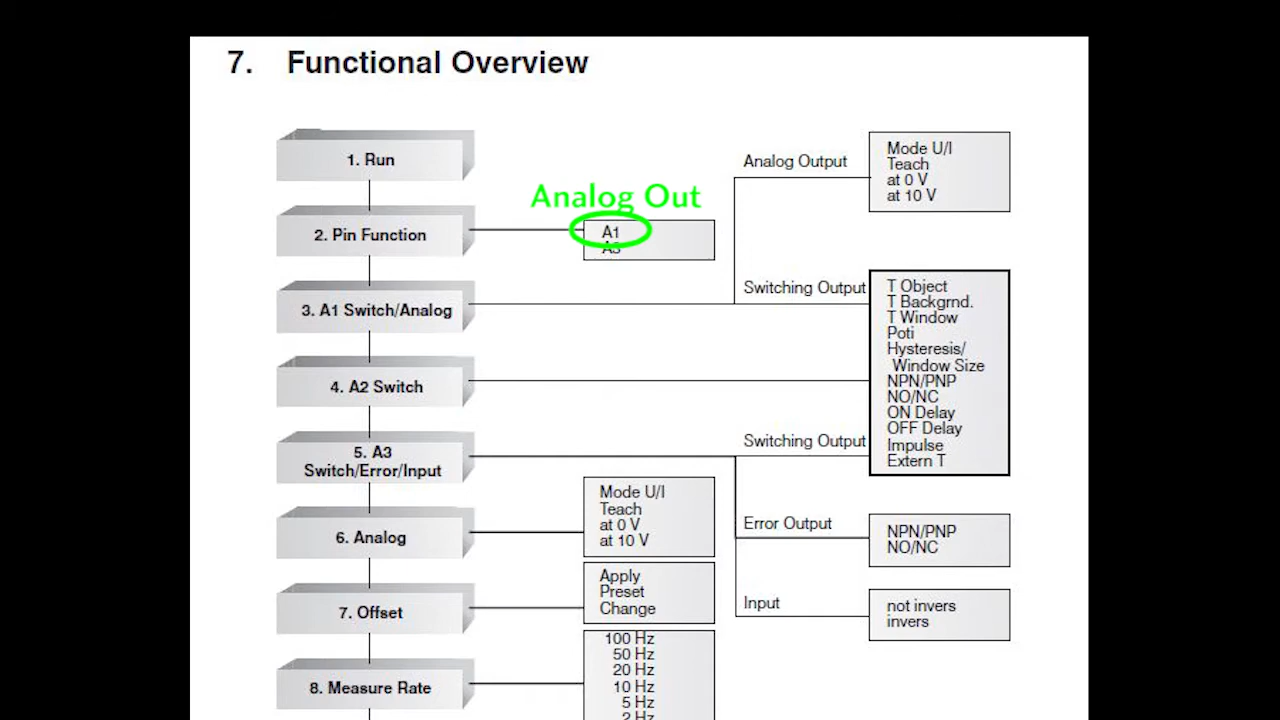 7. Functional Overview
1. Run
2. Pin Function
3. A1 Switch/Analog
4. A2 Switch
5. A3
Switch/Error/Input
6. Analog
7. Offset
8. Measure Rate
Analog Out
A1
A3
Analog Output
Mode U/I
Teach
at 0 V
at 10 V
Switching Output
T Object
T Backgrnd.
T Window
Poti
Hysteresis/
Window Size
NPN/PNP
NO/NC
ON Delay
OFF Delay
Impulse
Extern T
Switching Output
Error Output
NPN/PNP
NO/NC
Input
not invers
invers
Mode U/I
Teach
at 0 V
at 10 V
Apply
Preset
Change
100 Hz
50 Hz
20 Hz
10 Hz
5 Hz
2 Hz